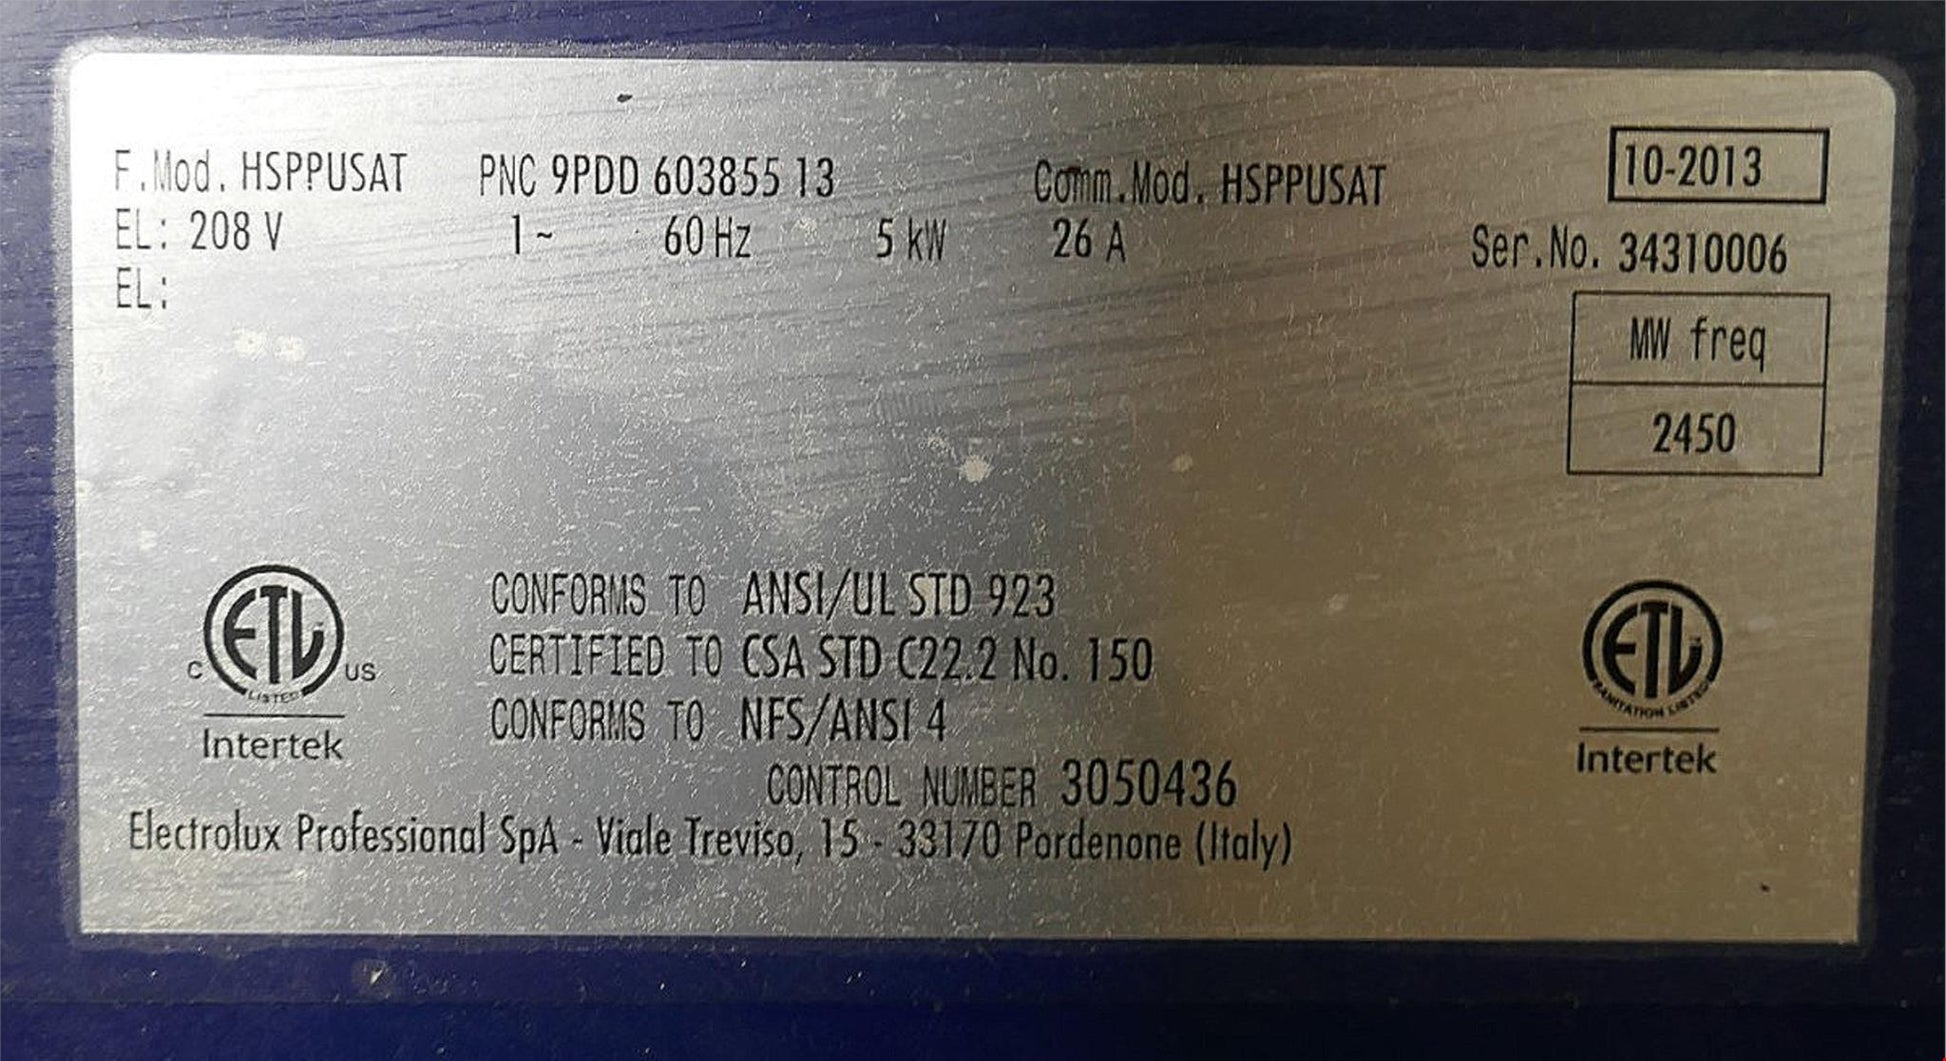 F.Mod. HSPPUSAT PNC 9PDD 603855 13 Comm.Mod. HSPPUSAT 10-2013
EL: 208 V 1~ 60 Hz 5 kW 26 A Ser.No. 34310006
EL:
MW freq
2450
ETL
C US
LISTED
Intertek
CONFORMS TO ANSI/UL STD 923
CERTIFIED TO CSA STD C22.2 No. 150
CONFORMS TO NFS/ANSI 4
CONTROL NUMBER 3050436
ETL
SANITATION LISTED
Intertek
Electrolux Professional SpA - Viale Treviso, 15 - 33170 Pordenone (Italy)